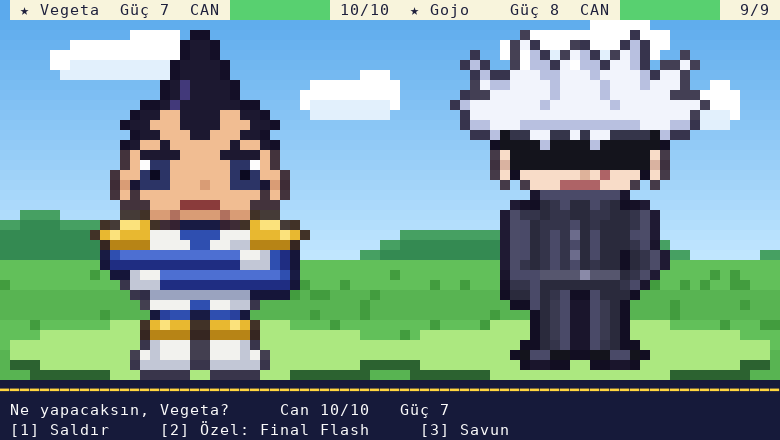 ★ Vegeta  Güç 7  CAN 10/10  ★ Gojo  Güç 8  CAN 9/9
Ne yapacaksın, Vegeta?  Can 10/10  Güç 7
[1] Saldır  [2] Özel: Final Flash  [3] Savun